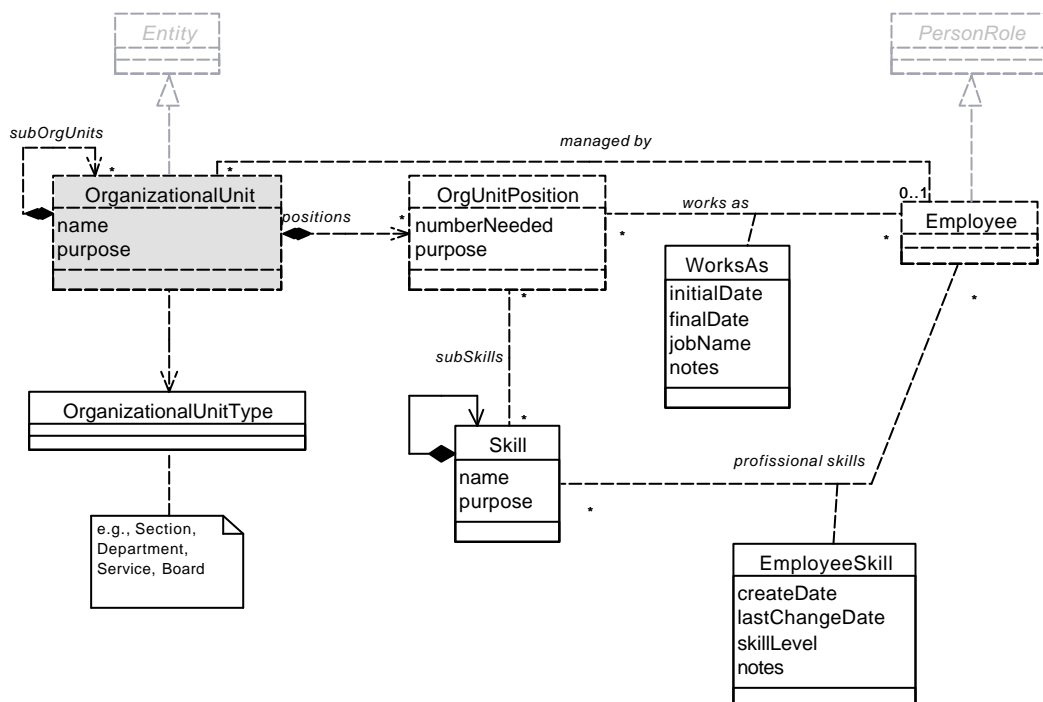 Entity
PersonRole
subOrgUnits
managed by
*
*
OrganizationalUnit
name
purpose
positions
*
OrgUnitPosition
numberNeeded
purpose
*
works as
0..1
*
Employee
WorksAs
initialDate
finalDate
jobName
notes
*
*
subSkills
*
OrganizationalUnitType
Skill
name
purpose
profissional skills
*
e.g., Section,
Department,
Service, Board
EmployeeSkill
createDate
lastChangeDate
skillLevel
notes